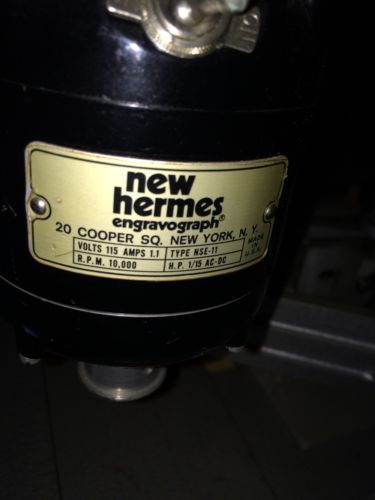 new
hermes
engravograph®
20 COOPER SQ. NEW YORK, N.Y.
VOLTS 115 AMPS 1.1 TYPE NSE-11
R.P.M. 10,000 H.P. 1/15 AC-DC
MADE
IN
U.S.A.